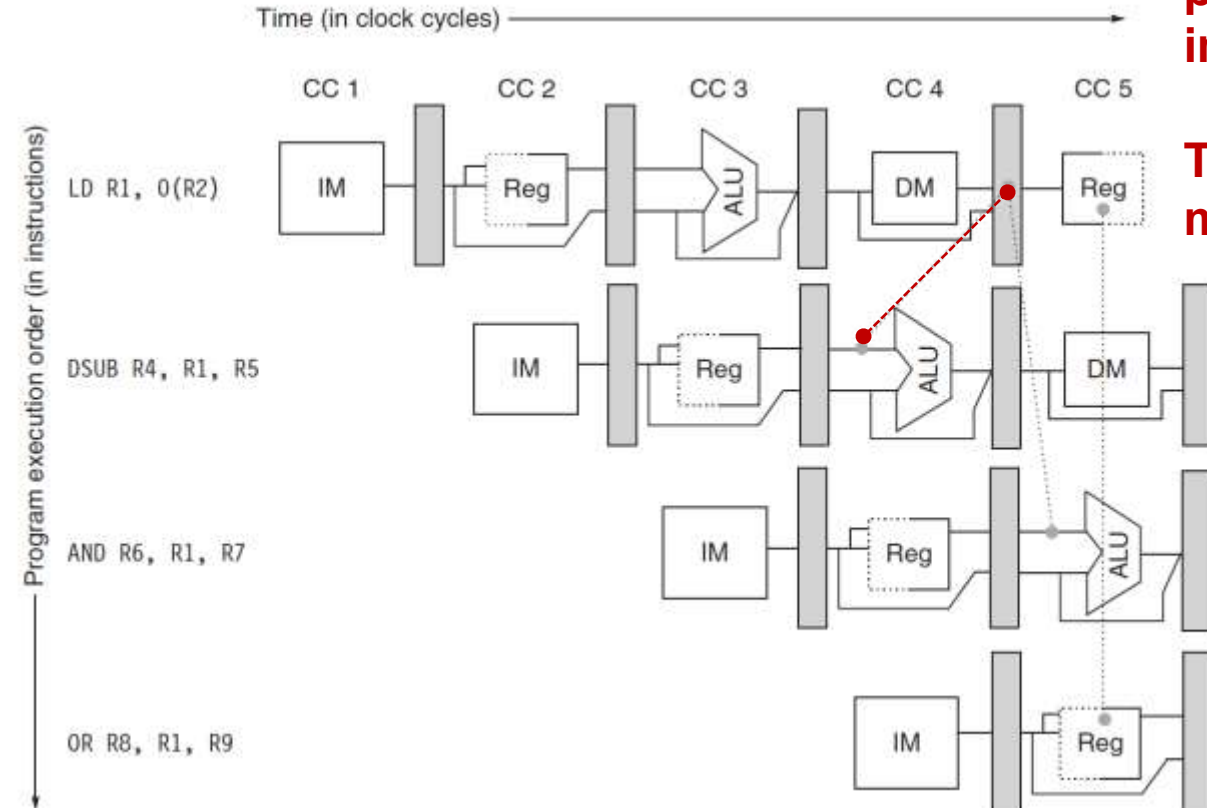 Time (in clock cycles)
CC 1 CC 2 CC 3 CC 4 CC 5
Program execution order (in instructions)
LD R1, 0(R2) IM Reg ALU DM Reg
DSUB R4, R1, R5 IM Reg ALU DM
AND R6, R1, R7 IM Reg ALU
OR R8, R1, R9 IM Reg